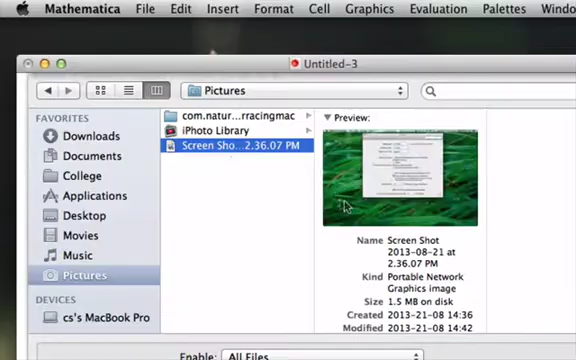 Mathematica File Edit Insert Format Cell Graphics Evaluation Palettes Windo
Untitled-3
Pictures
FAVORITES
Downloads
Documents
College
Applications
Desktop
Movies
Music
Pictures
DEVICES
cs's MacBook Pro
com.natur...rracingmac
iPhoto Library
Screen Sho...2.36.07 PM
Preview:
Name Screen Shot
2013-08-21 at
2.36.07 PM
Kind Portable Network
Graphics image
Size 1.5 MB on disk
Created 2013-21-08 14:36
Modified 2013-21-08 14:42
Enable: All Files